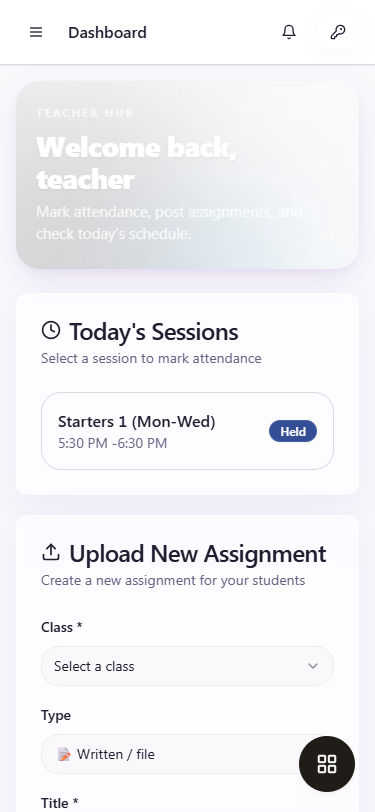 Dashboard
TEACHER HUB
Welcome back,
teacher
Mark attendance, post assignments, and
check today's schedule.
Today's Sessions
Select a session to mark attendance
Starters 1 (Mon-Wed)
5:30 PM -6:30 PM
Held
Upload New Assignment
Create a new assignment for your students
Class *
Select a class
Type
Written / file
Title *